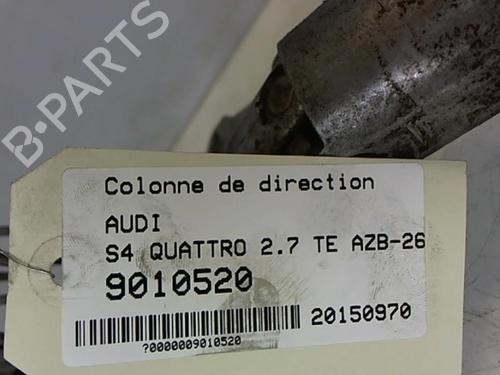 B-PARTS
Colonne de direction
AUDI
S4 QUATTRO 2.7 TE AZB-26
9010520
20150970
?0000009010520